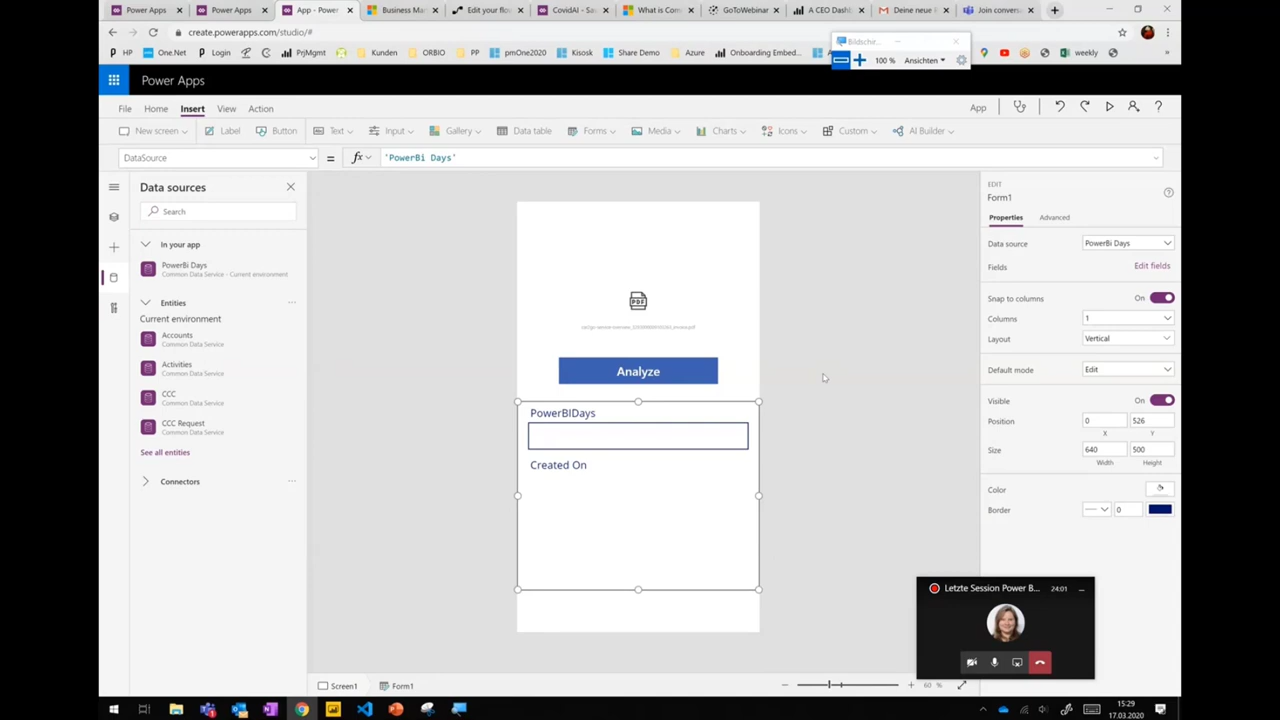 Power Apps
Power Apps
App - Power
Business Ma
Edit your flo
CovidAI - Sa
What is Com
GoToWebinar
A CEO Dashb
Deine neue
Join convers
create.powerapps.com/studio/#
HP
One.Net
Login
PrjMgmt
Kunden
ORBIO
PP
pmOne2020
Kisosk
Share Demo
Azure
Onboarding Embed...
weekly
Bildschir...
100 %
Ansichten
Power Apps
File
Home
Insert
View
Action
App
New screen
Label
Button
Text
Input
Gallery
Data table
Forms
Media
Charts
Icons
Custom
AI Builder
DataSource
=
fx
'PowerBi Days'
Data sources
Search
In your app
PowerBi Days
Common Data Service - Current environment
Entities
Current environment
Accounts
Common Data Service
Activities
Common Data Service
CCC
Common Data Service
CCC Request
Common Data Service
See all entities
Connectors
PDF
Analyze
PowerBIDays
Created On
EDIT
Form1
Properties
Advanced
Data source
PowerBi Days
Fields
Edit fields
Snap to columns
On
Columns
1
Layout
Vertical
Default mode
Edit
Visible
On
Position
0
526
X
Y
Size
640
500
Width
Height
Color
Border
0
Letzte Session Power B...
24:01
Screen1
Form1
60 %
15:29
17.03.2020